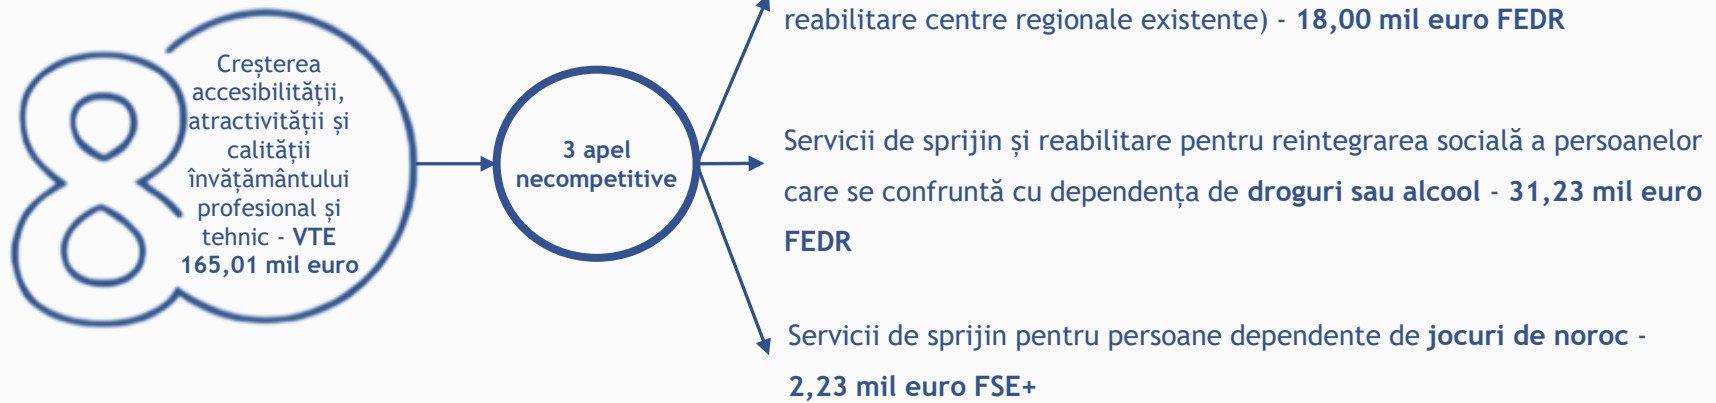 8
Creșterea
accesibilității,
atractivității și
calității
învățământului
profesional și
tehnic - VTE
165,01 mil euro
3 apel
necompetitive
reabilitare centre regionale existente) - 18,00 mil euro FEDR
Servicii de sprijin și reabilitare pentru reintegrarea socială a persoanelor
care se confruntă cu dependența de droguri sau alcool - 31,23 mil euro
FEDR
Servicii de sprijin pentru persoane dependente de jocuri de noroc -
2,23 mil euro FSE+